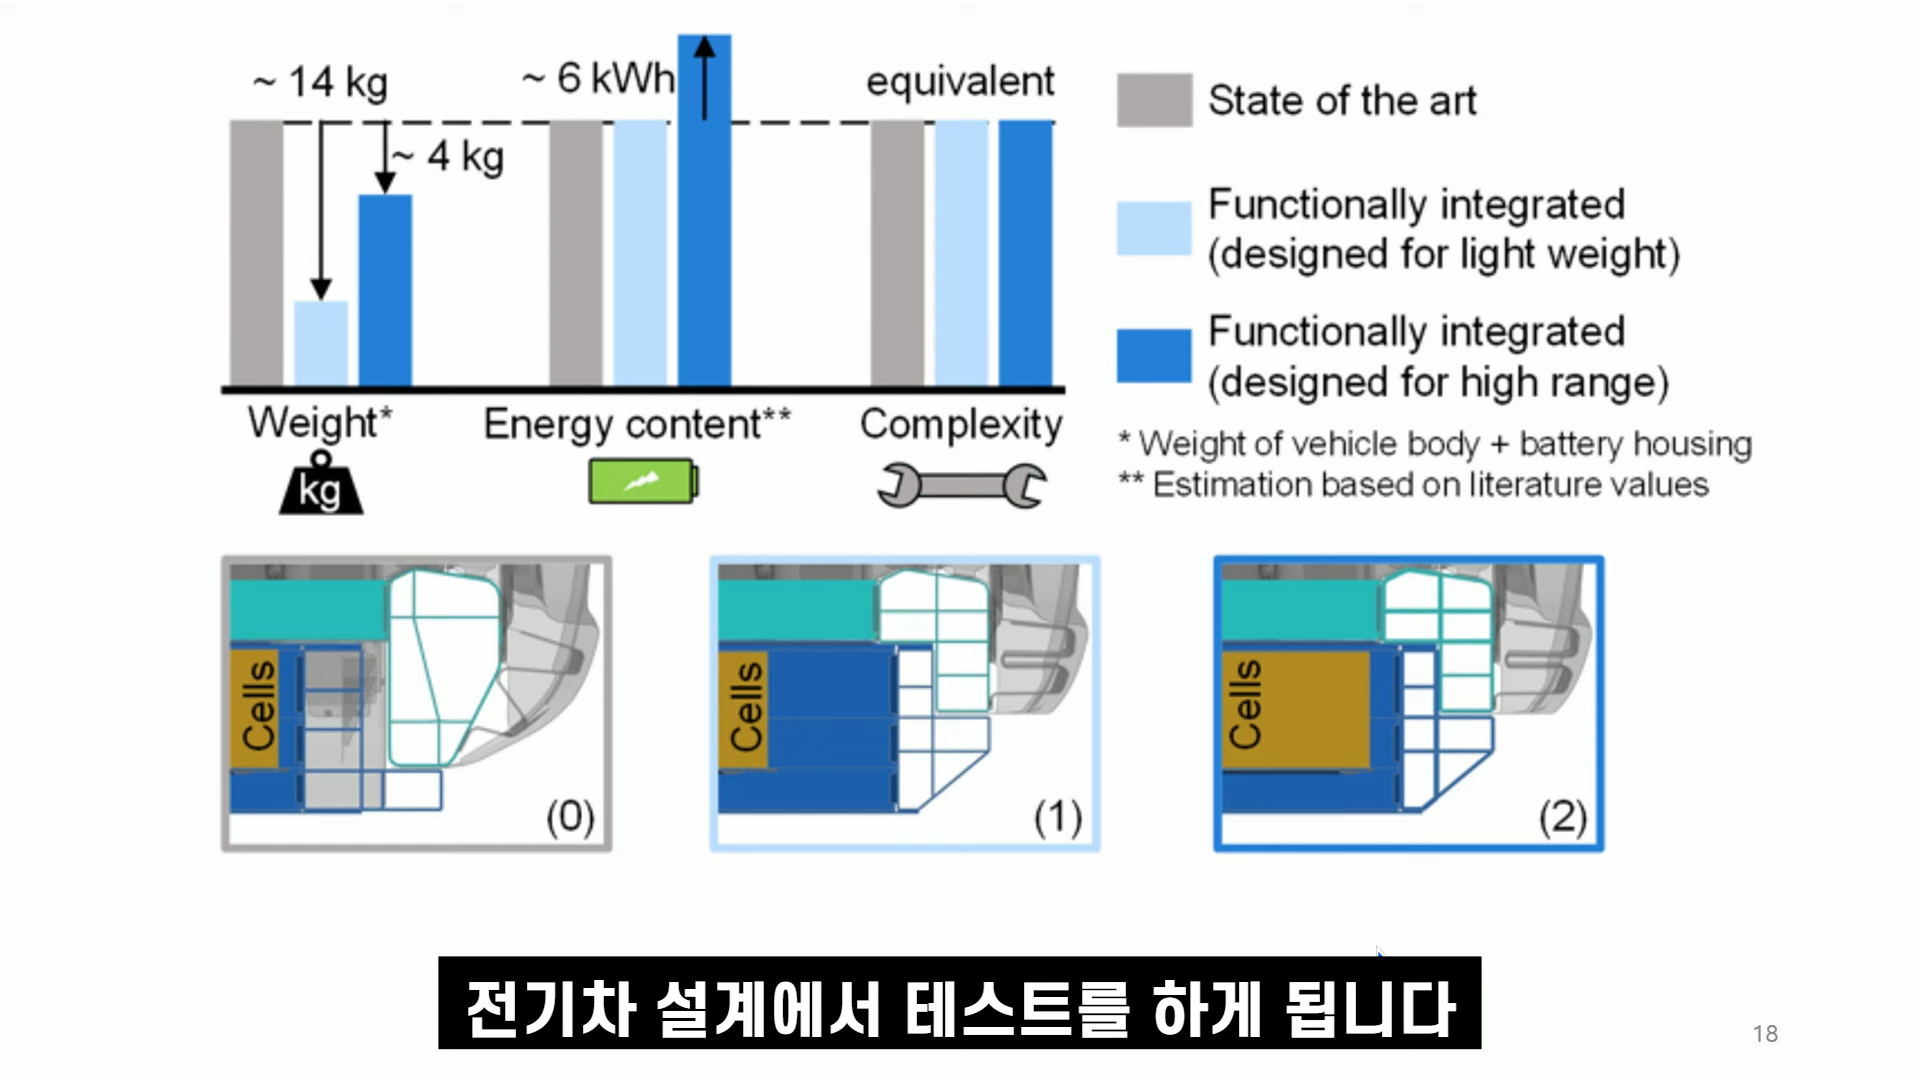 ~ 14 kg
~ 4 kg
~ 6 kWh
equivalent
State of the art
Functionally integrated
(designed for light weight)
Functionally integrated
(designed for high range)
Weight*
Energy content**
Complexity
* Weight of vehicle body + battery housing
** Estimation based on literature values
kg
Cells
(0)
Cells
(1)
Cells
(2)
전기차 설계에서 테스트를 하게 됩니다
18